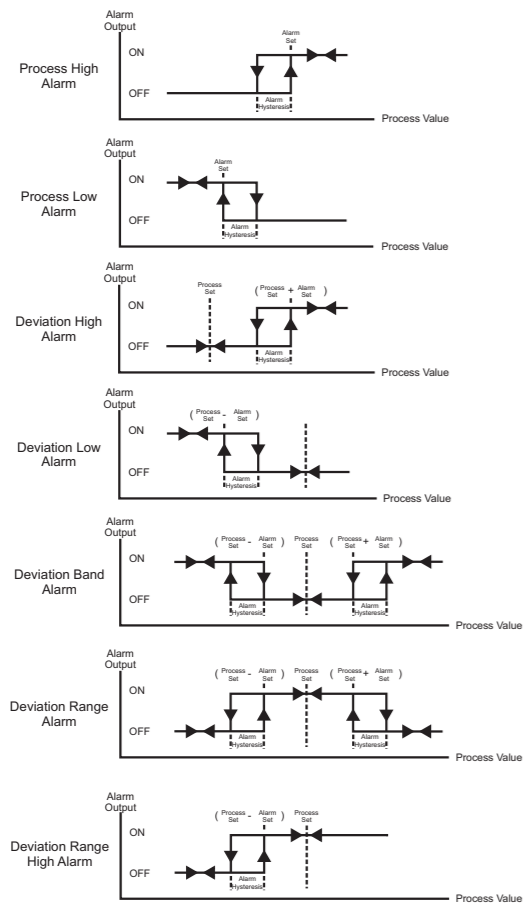 Alarm
Output
Process High
Alarm
ON
OFF
Alarm
Set
Alarm
Hysteresis
Process Value
Alarm
Output
Process Low
Alarm
ON
OFF
Alarm
Set
Alarm
Hysteresis
Process Value
Alarm
Output
Deviation High
Alarm
ON
OFF
Process
Set
( Process Set + Alarm Set )
Alarm
Hysteresis
Process Value
Alarm
Output
Deviation Low
Alarm
ON
OFF
( Process Set - Alarm Set )
Alarm
Hysteresis
Process Value
Alarm
Output
Deviation Band
Alarm
ON
OFF
( Process Set - Alarm Set )
Process
Set
( Process Set + Alarm Set )
Alarm
Hysteresis
Alarm
Hysteresis
Process Value
Alarm
Output
Deviation Range
Alarm
ON
OFF
( Process Set - Alarm Set )
Process
Set
( Process Set + Alarm Set )
Alarm
Hysteresis
Alarm
Hysteresis
Process Value
Alarm
Output
Deviation Range
High Alarm
ON
OFF
( Process Set - Alarm Set )
Process
Set
Alarm
Hysteresis
Process Value